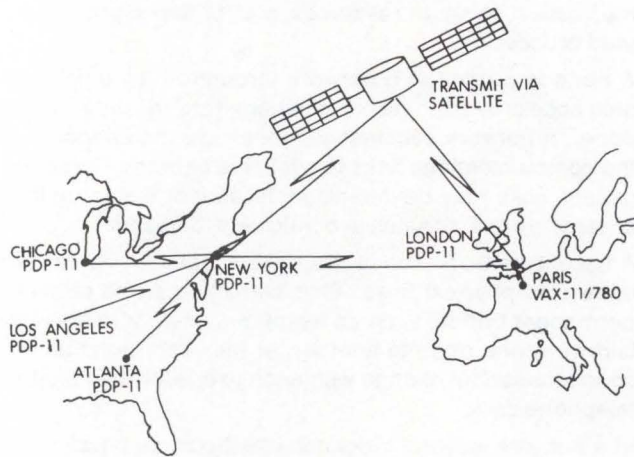 TRANSMIT VIA
SATELLITE
CHICAGO
PDP-11
NEW YORK
PDP-11
LONDON
PDP-11
PARIS
VAX-11/780
LOS ANGELES
PDP-11
ATLANTA
PDP-11